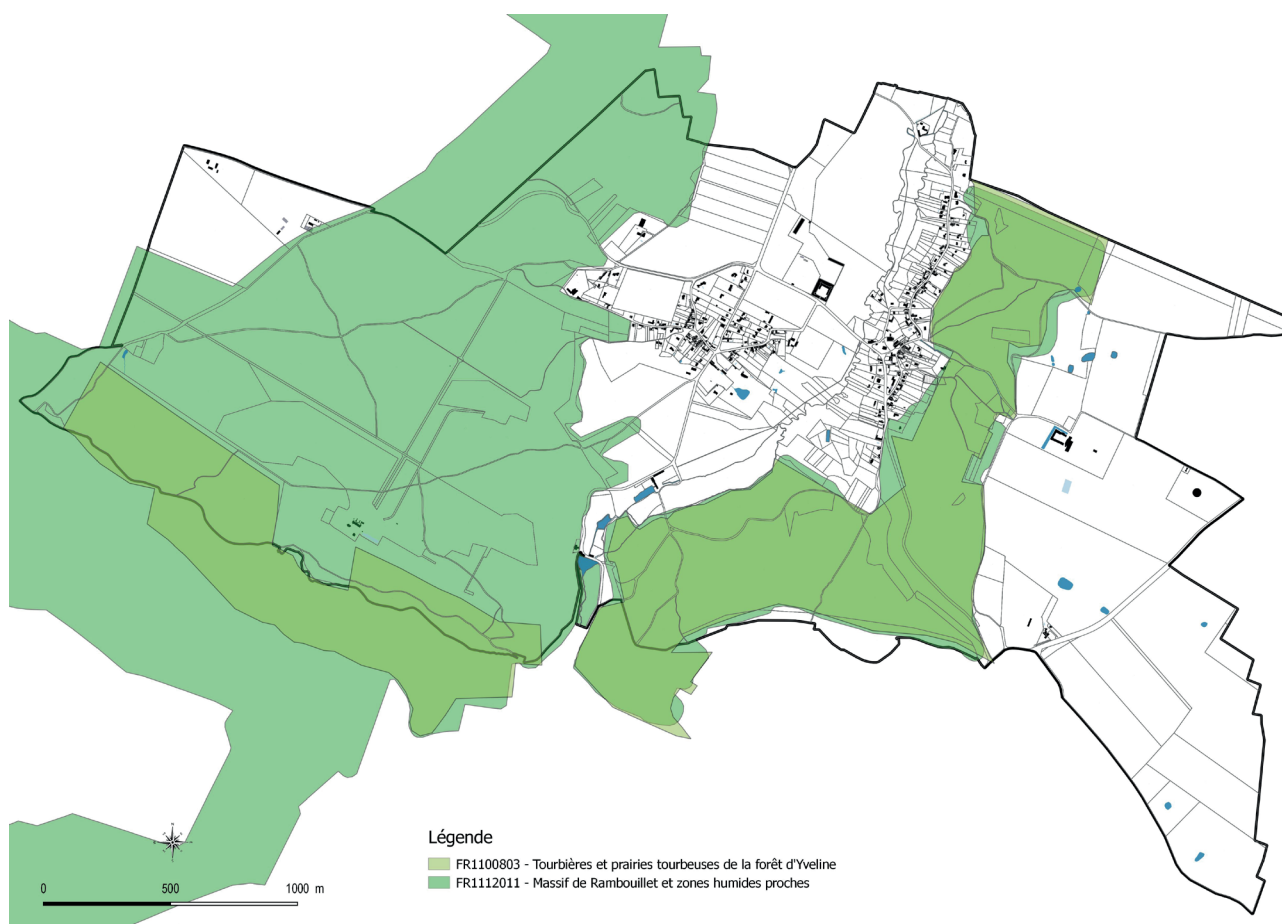 Légende
FR1100803 - Tourbières et prairies tourbeuses de la forêt d'Yveline
FR1112011 - Massif de Rambouillet et zones humides proches
0 500 1000 m